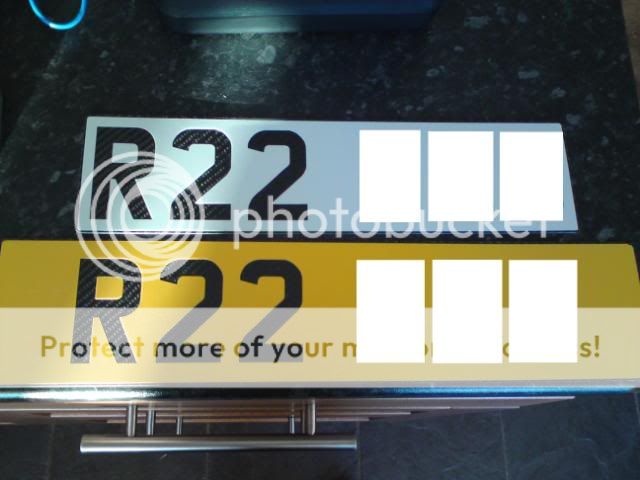 R22
photobucket
R22
Protect more of your m
s!